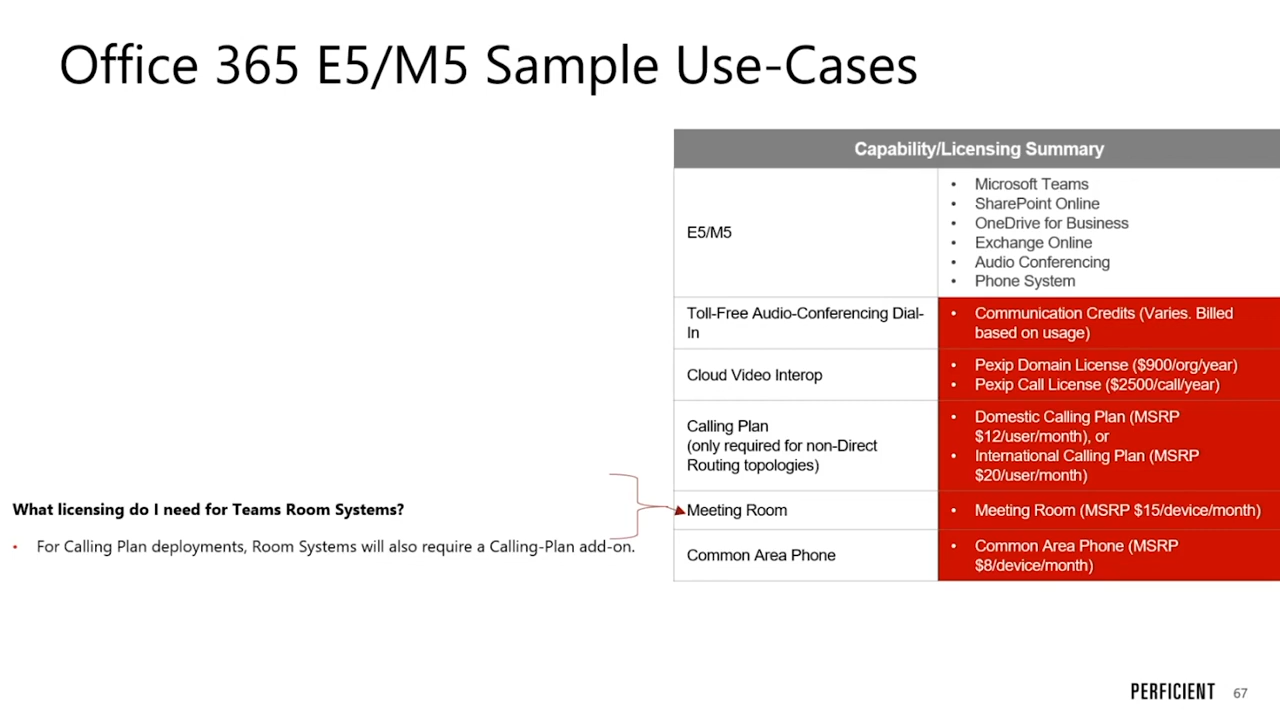 Office 365 E5/M5 Sample Use-Cases
Capability/Licensing Summary
E5/M5
• Microsoft Teams
• SharePoint Online
• OneDrive for Business
• Exchange Online
• Audio Conferencing
• Phone System
Toll-Free Audio-Conferencing Dial-
In
• Communication Credits (Varies. Billed
based on usage)
Cloud Video Interop
• Pexip Domain License ($900/org/year)
• Pexip Call License ($2500/call/year)
Calling Plan
(only required for non-Direct
Routing topologies)
• Domestic Calling Plan (MSRP
$12/user/month), or
• International Calling Plan (MSRP
$20/user/month)
What licensing do I need for Teams Room Systems?
• For Calling Plan deployments, Room Systems will also require a Calling-Plan add-on.
Meeting Room
• Meeting Room (MSRP $15/device/month)
Common Area Phone
• Common Area Phone (MSRP
$8/device/month)
PERFICIENT
67